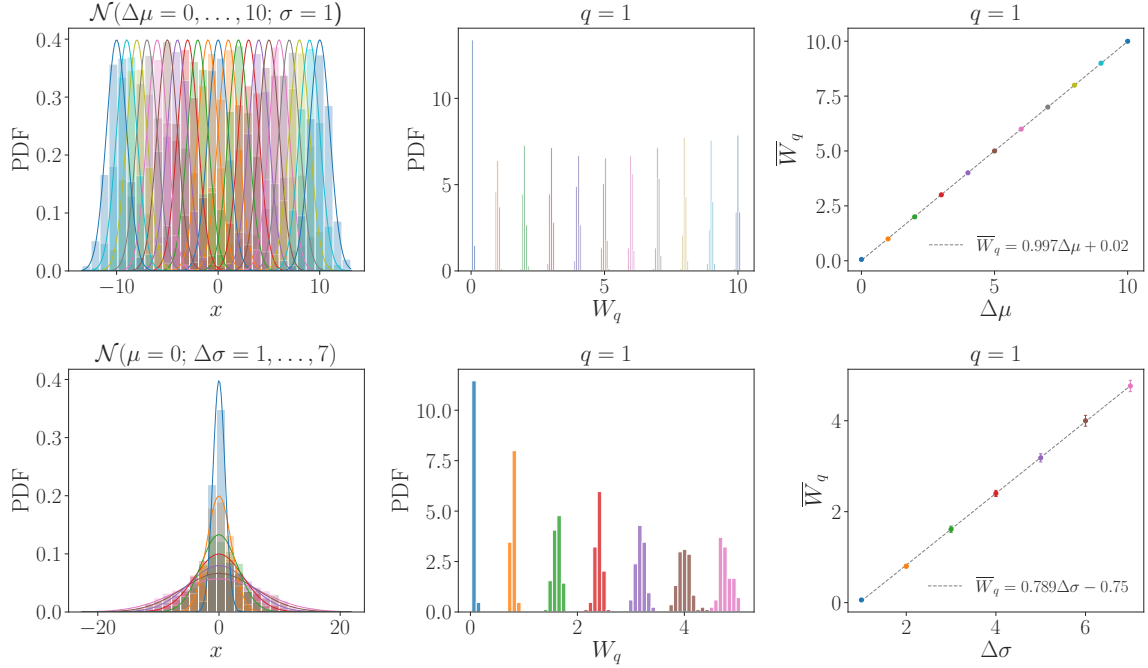 𝒩(Δμ = 0, . . . , 10; σ = 1)
PDF
0.4
0.3
0.2
0.1
0.0
−10
0
10
x
q = 1
PDF
10
5
0
0
5
10
W_q
q = 1
W̅_q
10.0
7.5
5.0
2.5
0.0
W̅_q = 0.997Δμ + 0.02
0
5
10
Δμ
𝒩(μ = 0; Δσ = 1, . . . , 7)
PDF
0.4
0.3
0.2
0.1
0.0
−20
0
20
x
q = 1
PDF
10.0
7.5
5.0
2.5
0.0
0
2
4
W_q
q = 1
W̅_q
4
2
0
W̅_q = 0.789Δσ − 0.75
2
4
6
Δσ